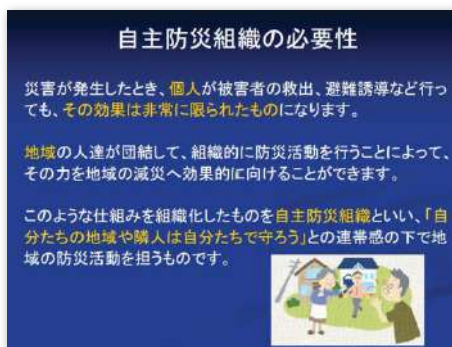 自主防災組織の必要性
災害が発生したとき、個人が被害者の救出、避難誘導など行っ
ても、その効果は非常に限られたものになります。
地域の人達が団結して、組織的に防災活動を行うことによって、
その力を地域の減災へ効果的に向けることができます。
このような仕組みを組織化したものを自主防災組織といい、「自
分たちの地域や隣人は自分たちで守ろう」との連帯感の下で地
域の防災活動を担うものです。